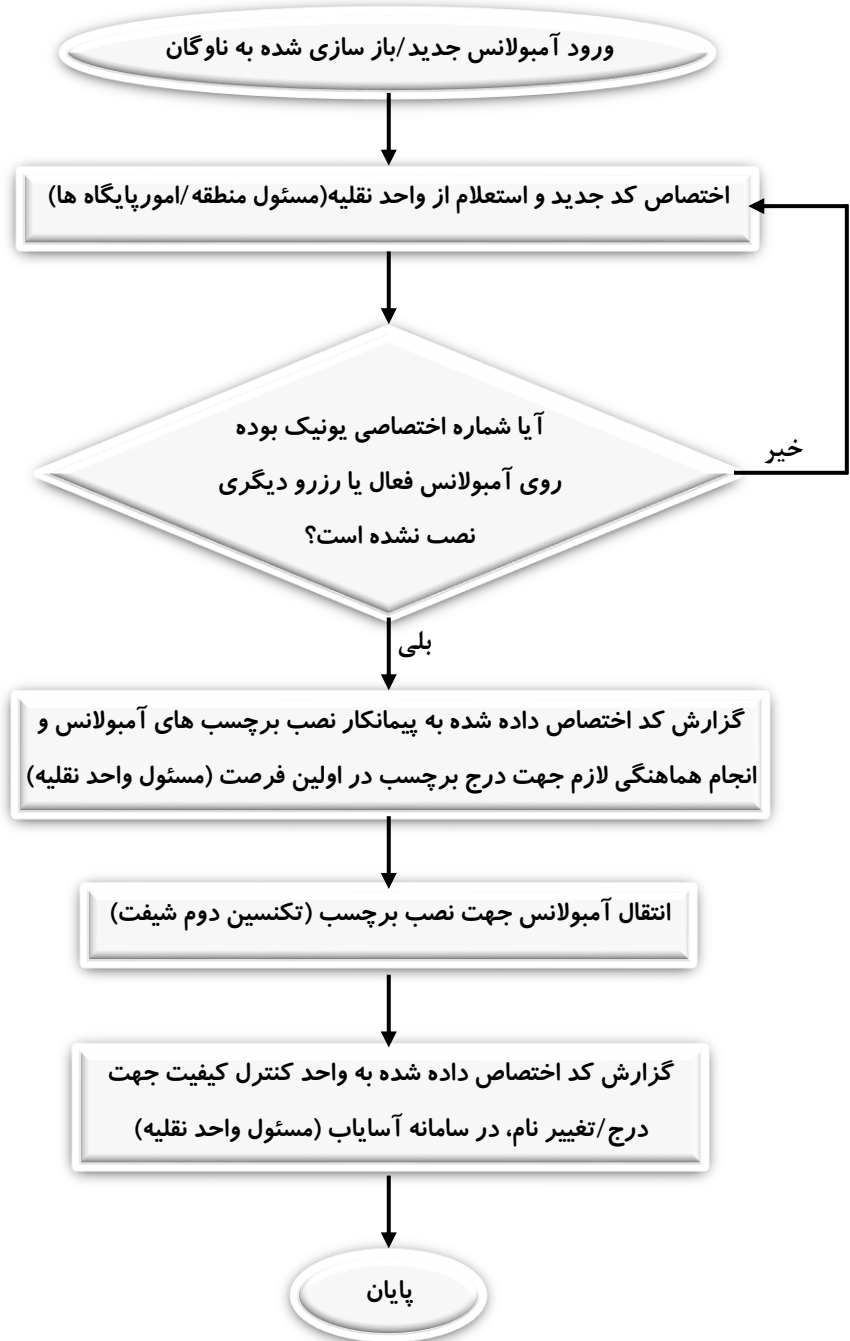 ورود آمبولانس جدید/باز سازی شده به ناوگان
اختصاص کد جدید و استعلام از واحد نقلیه(مسئول منطقه/امورپایگاه ها)
آیا شماره اختصاصی یونیک بوده
روی آمبولانس فعال یا رزرو دیگری
نصب نشده است؟
خیر
بلی
گزارش کد اختصاص داده شده به پیمانکار نصب برچسب های آمبولانس و
انجام هماهنگی لازم جهت درج برچسب در اولین فرصت (مسئول واحد نقلیه)
انتقال آمبولانس جهت نصب برچسب (تکنسین دوم شیفت)
گزارش کد اختصاص داده شده به واحد کنترل کیفیت جهت
درج/تغییر نام، در سامانه آسایاب (مسئول واحد نقلیه)
پایان